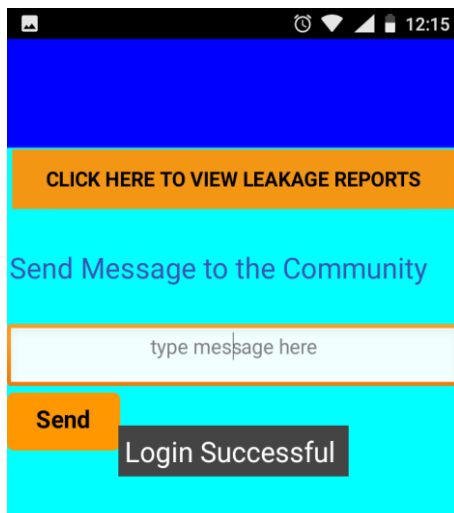 12:15
CLICK HERE TO VIEW LEAKAGE REPORTS
Send Message to the Community
type message here
Send
Login Successful